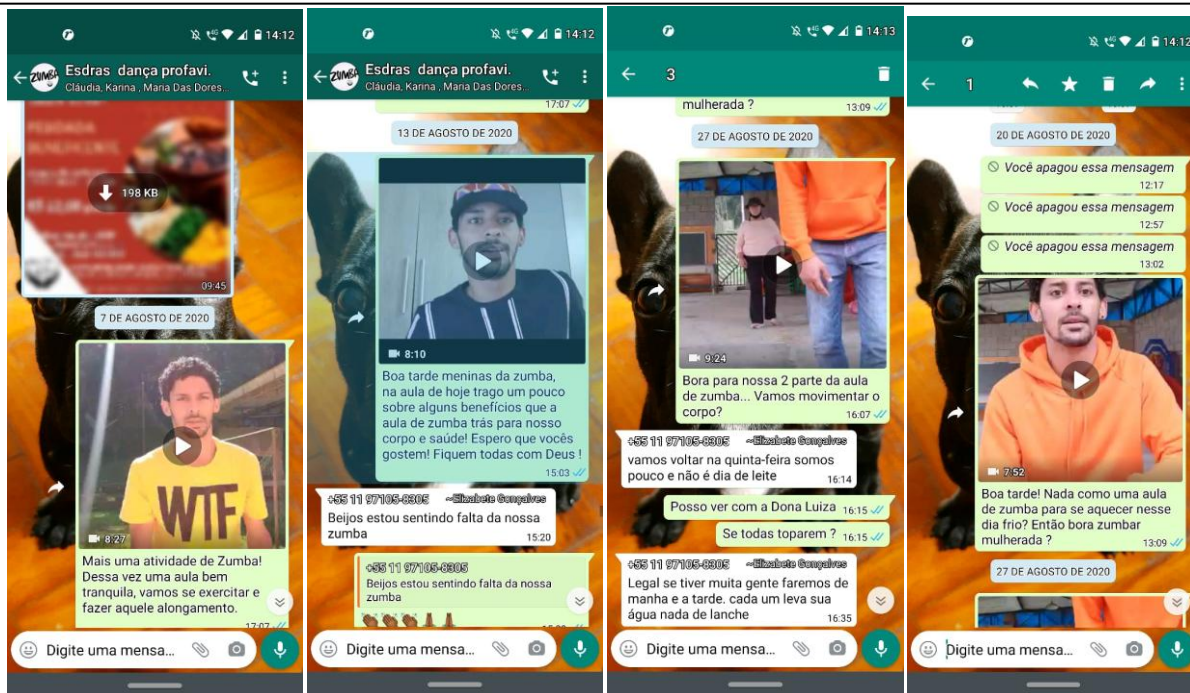 14:12
ZUMBA
Esdras dança profavi.
Cláudia, Karina , Maria Das Dores...
198 KB
09:45
7 DE AGOSTO DE 2020
WTF
8:27
Mais uma atividade de Zumba!
Dessa vez uma aula bem
tranquila, vamos se exercitar e
fazer aquele alongamento.
17:07
Digite uma mensa...
14:12
ZUMBA
Esdras dança profavi.
Cláudia, Karina , Maria Das Dores...
17:07
13 DE AGOSTO DE 2020
8:10
Boa tarde meninas da zumba,
na aula de hoje trago um pouco
sobre alguns benefícios que a
aula de zumba trás para nosso
corpo e saúde! Espero que vocês
gostem! Fiquem todas com Deus !
15:03
+55 11 97105-8305 ~Elizabete Gonçalves
Beijos estou sentindo falta da nossa
zumba
15:20
+55 11 97105-8305
Beijos estou sentindo falta da nossa
zumba
Digite uma mensa...
14:13
3
mulherada ?
13:09
27 DE AGOSTO DE 2020
9:24
Bora para nossa 2 parte da aula
de zumba... Vamos movimentar o
corpo?
16:07
+55 11 97105-8305 ~Elizabete Gonçalves
vamos voltar na quinta-feira somos
pouco e não é dia de leite
16:14
Posso ver com a Dona Luiza 16:15
Se todas toparem ? 16:15
+55 11 97105-8305 ~Elizabete Gonçalves
Legal se tiver muita gente faremos de
manha e a tarde. cada um leva sua
água nada de lanche
16:35
Digite uma mensa...
14:12
1
20 DE AGOSTO DE 2020
Você apagou essa mensagem
12:17
Você apagou essa mensagem
12:57
Você apagou essa mensagem
13:02
7:52
Boa tarde! Nada como uma aula
de zumba para se aquecer nesse
dia frio? Então bora zumbar
mulherada ?
13:09
27 DE AGOSTO DE 2020
Digite uma mensa...